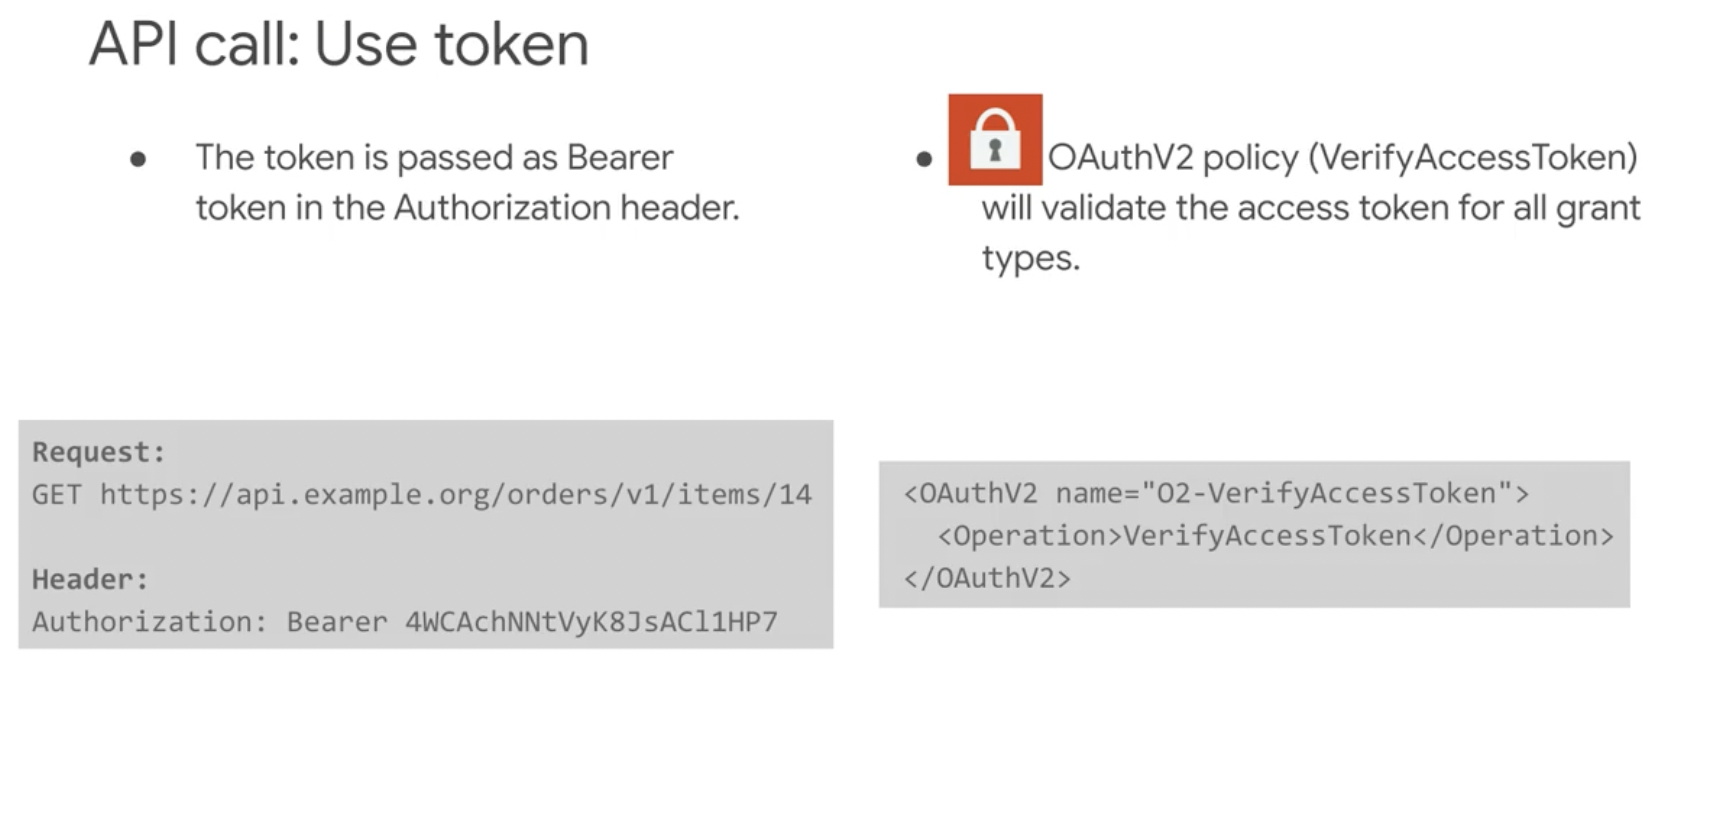 API call: Use token
● The token is passed as Bearer
token in the Authorization header.
● OAuthV2 policy (VerifyAccessToken)
will validate the access token for all grant
types.
Request:
GET https://api.example.org/orders/v1/items/14
Header:
Authorization: Bearer 4WCAchNNtVyK8JsACl1HP7
<OAuthV2 name="O2-VerifyAccessToken">
  <Operation>VerifyAccessToken</Operation>
</OAuthV2>